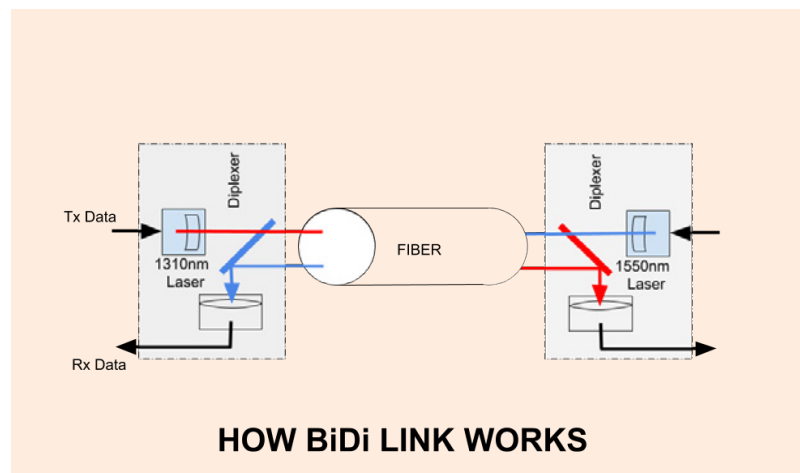 Diplexer
Tx Data
1310nm
Laser
Rx Data
FIBER
Diplexer
1550nm
Laser
HOW BiDi LINK WORKS